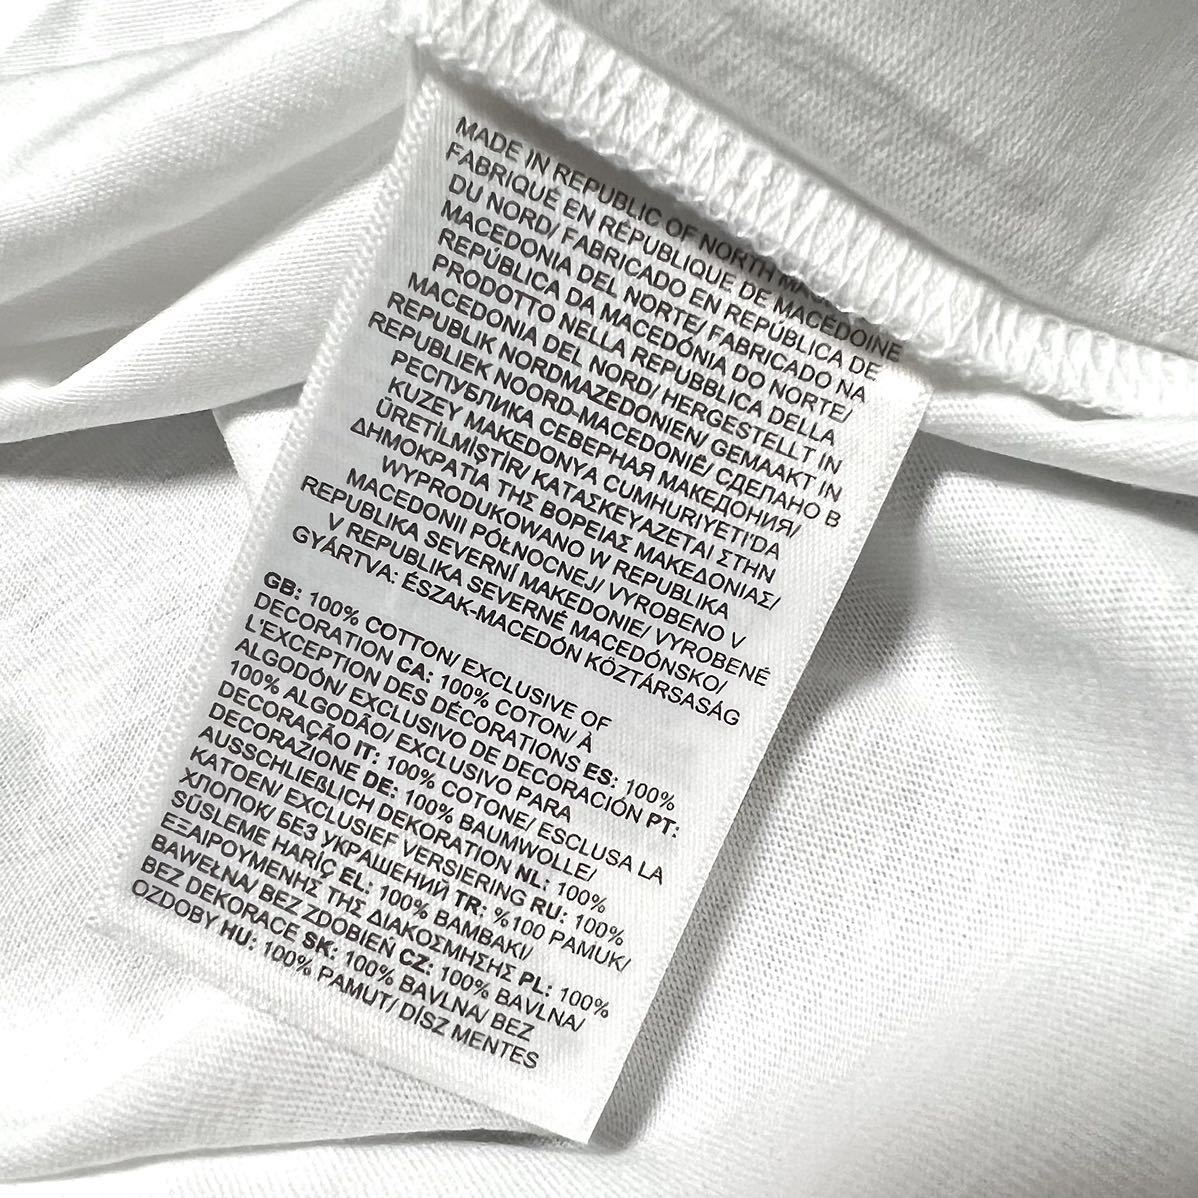 MADE IN REPUBLIC OF NORTH
FABRIQUÉ EN RÉPUBLIQUE DE MACÉDOINE
DU NORD/ FABRICADO EN REPÚBLICA DE
MACEDONIA DEL NORTE/ FABRICADO NA
REPÚBLICA DA MACEDÓNIA DO NORTE/
PRODOTTO NELLA REPUBBLICA DELLA
MACEDONIA DEL NORD/ HERGESTELLT IN
REPUBLIK NORDMAZEDONIEN/ GEMAAKT IN
REPUBLIEK NOORD-MACEDONIË/ СДЕЛАНО В
РЕСПУБЛИКА СЕВЕРНАЯ МАКЕДОНИЯ/
KUZEY MAKEDONYA CUMHURIYETI'DA
ÜRETİLMİŞTİR/ ΚΑΤΑΣΚΕΥΑΖΕΤΑΙ ΣΤΗΝ
ΔΗΜΟΚΡΑΤΙΑ ΤΗΣ ΒΟΡΕΙΑΣ ΜΑΚΕΔΟΝΙΑΣ/
WYPRODUKOWANO W REPUBLIKA
MACEDONII PÓŁNOCNEJ/ VYROBENO V
REPUBLIKA SEVERNÍ MAKEDONIE/ VYROBENÉ
V REPUBLIKA SEVERNÉ MACEDÓNSKO/
GYÁRTVA: ÉSZAK-MACEDÓN KÖZTÁRSASÁG
GB: 100% COTTON/ EXCLUSIVE OF
DECORATION CA: 100% COTON/ À
L'EXCEPTION DES DÉCORATIONS ES: 100%
ALGODÓN/ EXCLUSIVO DE DECORACIÓN PT:
100% ALGODÃO/ EXCLUSIVO PARA
DECORAÇÃO IT: 100% COTONE/ ESCLUSA LA
DECORAZIONE DE: 100% BAUMWOLLE/
AUSSCHLIEßLICH DEKORATION NL: 100%
KATOEN/ EXCLUSIEF VERSIERING RU: 100%
ХЛОПОК/ БЕЗ УКРАШЕНИЙ TR: %100 PAMUK/
SÜSLEME HARİÇ EL: 100% ΒΑΜΒΑΚΙ/
ΕΞΑΙΡΟΥΜΕΝΗΣ ΤΗΣ ΔΙΑΚΟΣΜΗΣΗΣ PL: 100%
BAWEŁNA/ BEZ ZDOBIEŃ CZ: 100% BAVLNA/
BEZ DEKORACE SK: 100% BAVLNA/ BEZ
OZDOBY HU: 100% PAMUT/ DÍSZ MENTES